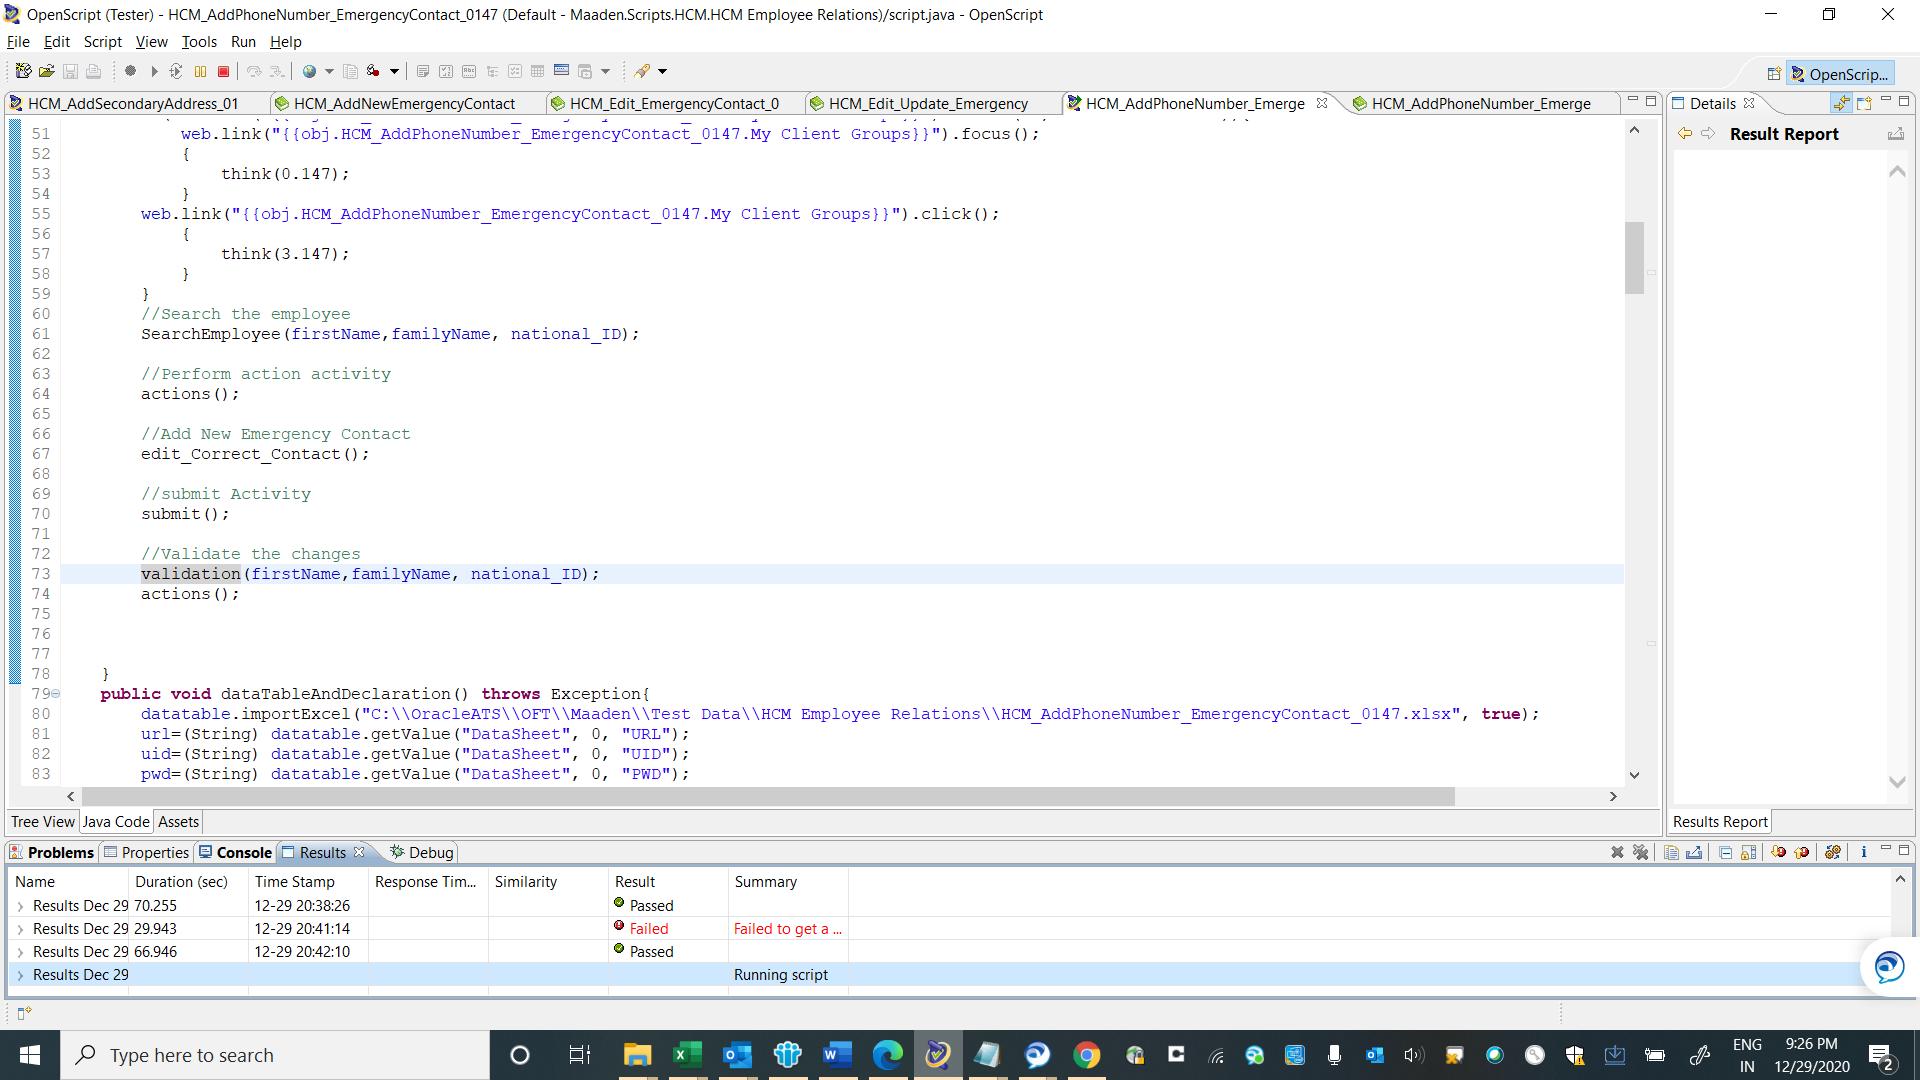 OpenScript (Tester) - HCM_AddPhoneNumber_EmergencyContact_0147 (Default - Maaden.Scripts.HCM.HCM Employee Relations)/script.java - OpenScript
File Edit Script View Tools Run Help
OpenScrip...
HCM_AddSecondaryAddress_01 HCM_AddNewEmergencyContact HCM_Edit_EmergencyContact_0 HCM_Edit_Update_Emergency HCM_AddPhoneNumber_Emerge HCM_AddPhoneNumber_Emerge
Details
Result Report
51 web.link("{{obj.HCM_AddPhoneNumber_EmergencyContact_0147.My Client Groups}}").focus();
52 {
53 think(0.147);
54 }
55 web.link("{{obj.HCM_AddPhoneNumber_EmergencyContact_0147.My Client Groups}}").click();
56 {
57 think(3.147);
58 }
59 }
60 //Search the employee
61 SearchEmployee(firstName,familyName, national_ID);
62
63 //Perform action activity
64 actions();
65
66 //Add New Emergency Contact
67 edit_Correct_Contact();
68
69 //submit Activity
70 submit();
71
72 //Validate the changes
73 validation(firstName,familyName, national_ID);
74 actions();
75
76
77
78 }
79 public void dataTableAndDeclaration() throws Exception{
80 datatable.importExcel("C:\\OracleATS\\OFT\\Maaden\\Test Data\\HCM Employee Relations\\HCM_AddPhoneNumber_EmergencyContact_0147.xlsx", true);
81 url=(String) datatable.getValue("DataSheet", 0, "URL");
82 uid=(String) datatable.getValue("DataSheet", 0, "UID");
83 pwd=(String) datatable.getValue("DataSheet", 0, "PWD");
Tree View Java Code Assets
Results Report
Problems Properties Console Results Debug
Name Duration (sec) Time Stamp Response Tim... Similarity Result Summary
Results Dec 29 70.255 12-29 20:38:26 Passed
Results Dec 29 29.943 12-29 20:41:14 Failed Failed to get a ...
Results Dec 29 66.946 12-29 20:42:10 Passed
Results Dec 29 Running script
Type here to search
ENG
IN
9:26 PM
12/29/2020
2